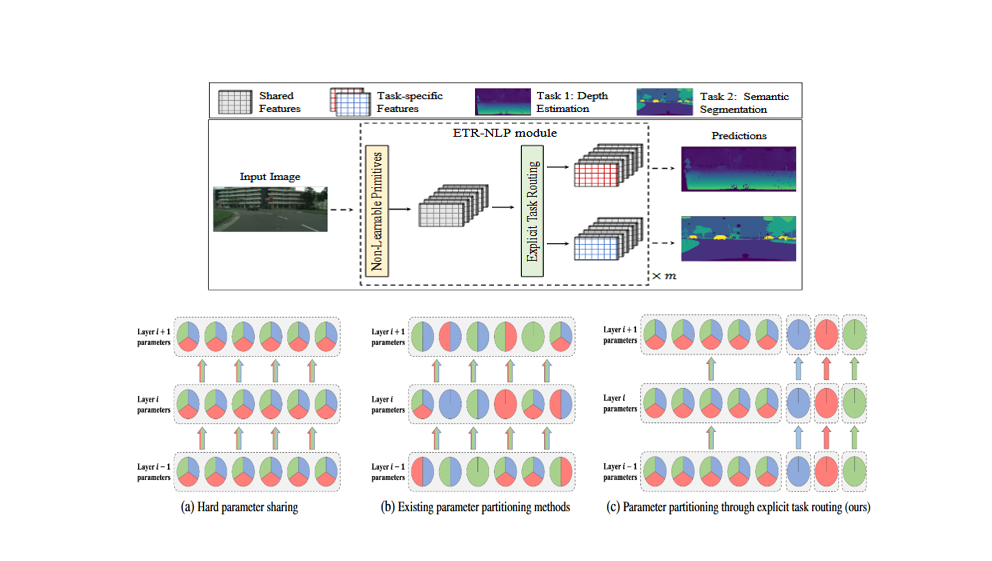 Shared Features
Task-specific Features
Task 1: Depth Estimation
Task 2: Semantic Segmentation
ETR-NLP module
Predictions
Input Image
Non-Learnable Primitives
Explicit Task Routing
× m
Layer i + 1 parameters
Layer i parameters
Layer i − 1 parameters
(a) Hard parameter sharing
Layer i + 1 parameters
Layer i parameters
Layer i − 1 parameters
(b) Existing parameter partitioning methods
Layer i + 1 parameters
Layer i parameters
Layer i − 1 parameters
(c) Parameter partitioning through explicit task routing (ours)